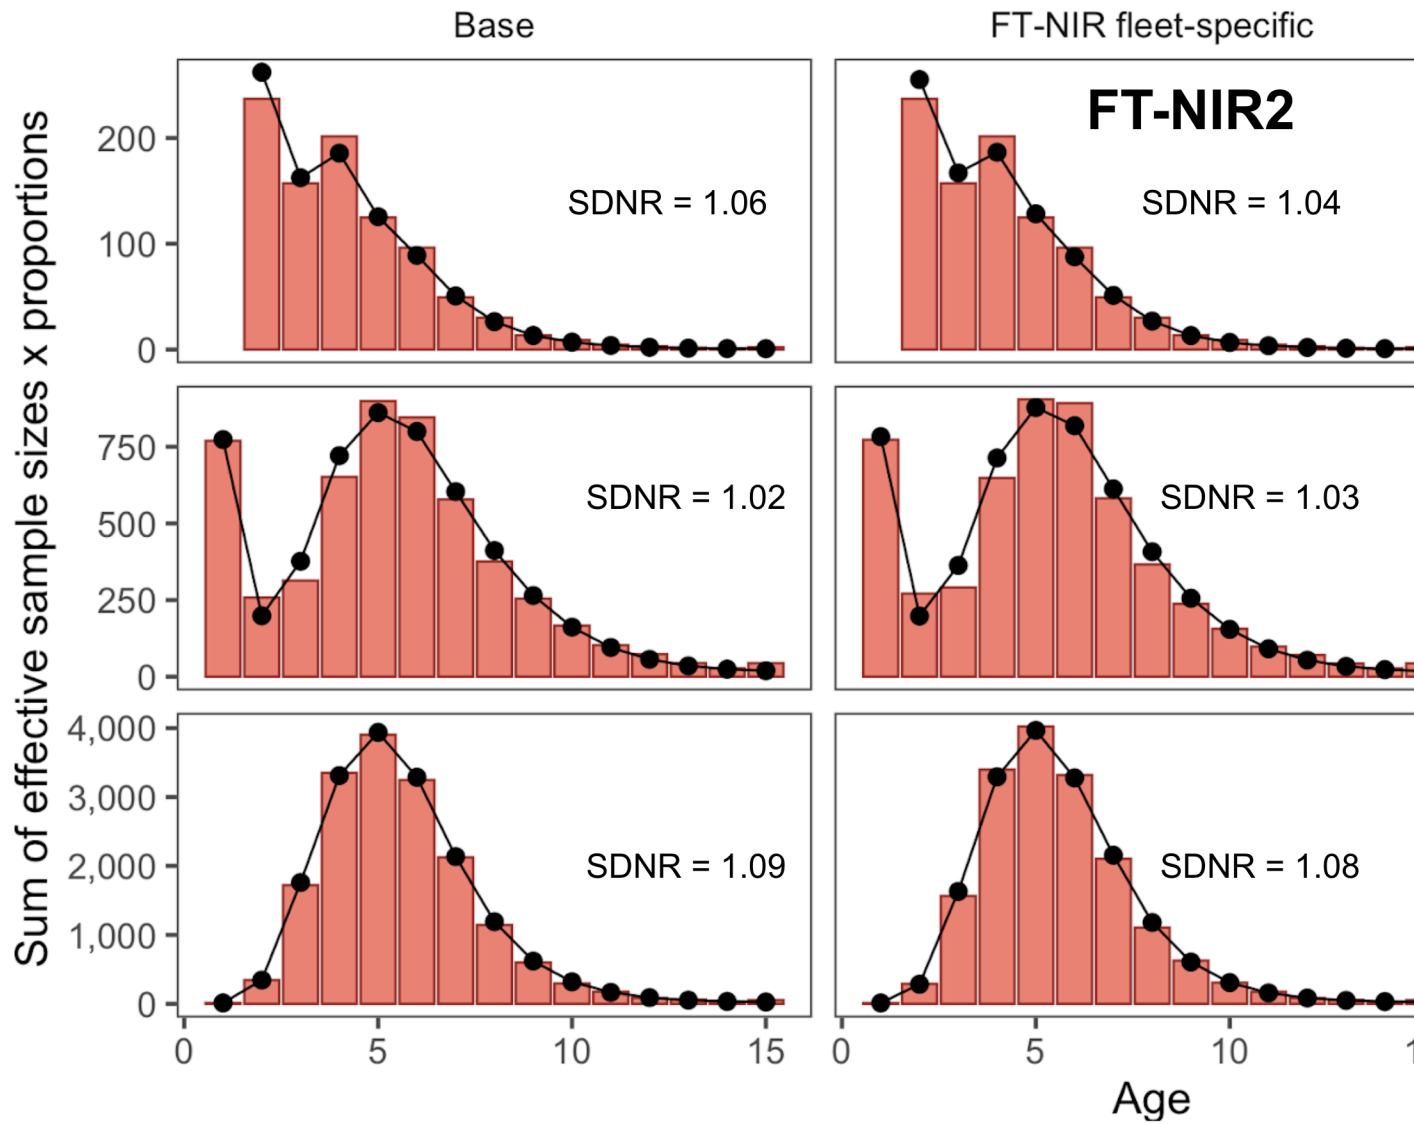 Base
FT-NIR fleet-specific
Sum of effective sample sizes x proportions
200
100
0
SDNR = 1.06
FT-NIR2
SDNR = 1.04
750
500
250
0
SDNR = 1.02
SDNR = 1.03
4,000
3,000
2,000
1,000
0
SDNR = 1.09
SDNR = 1.08
0
5
10
15
0
5
10
1
Age